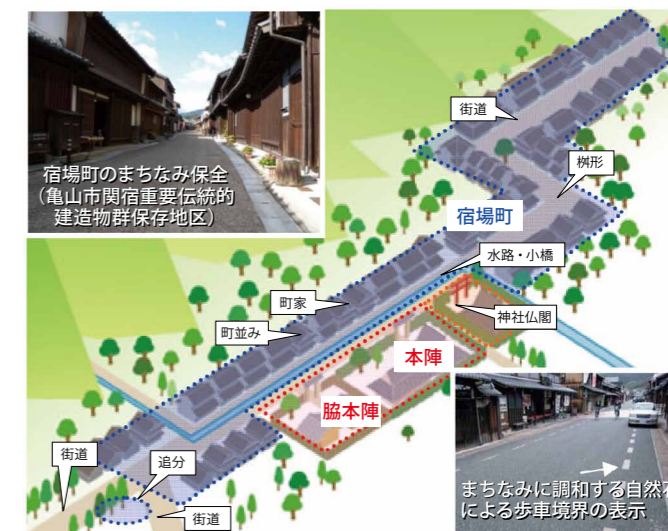 宿場町のまちなみ保全
(亀山市関宿重要伝統的
建造物群保存地区)
街道
桝形
宿場町
水路・小橋
町家
神社仏閣
町並み
本陣
脇本陣
街道
追分
街道
まちなみに調和する自然石
による歩車境界の表示